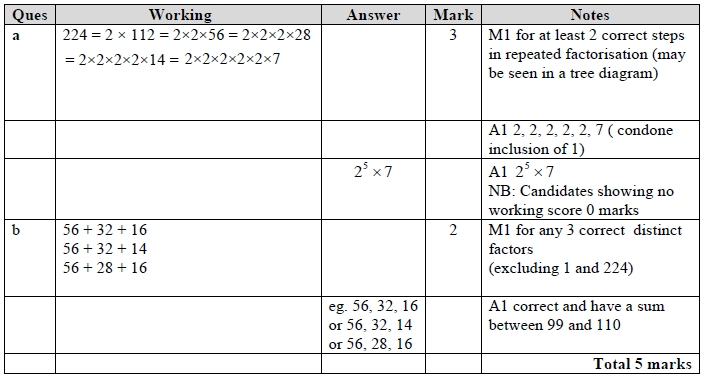 Ques Working Answer Mark Notes
a 224 = 2 × 112 = 2×2×56 = 2×2×2×28 3 M1 for at least 2 correct steps
= 2×2×2×2×14 = 2×2×2×2×2×7 in repeated factorisation (may
be seen in a tree diagram)
A1 2, 2, 2, 2, 2, 7 ( condone
inclusion of 1)
2⁵ × 7 A1 2⁵ × 7
NB: Candidates showing no
working score 0 marks
b 56 + 32 + 16 2 M1 for any 3 correct distinct
56 + 32 + 14 factors
56 + 28 + 16 (excluding 1 and 224)
eg. 56, 32, 16 A1 correct and have a sum
or 56, 32, 14 between 99 and 110
or 56, 28, 16
Total 5 marks